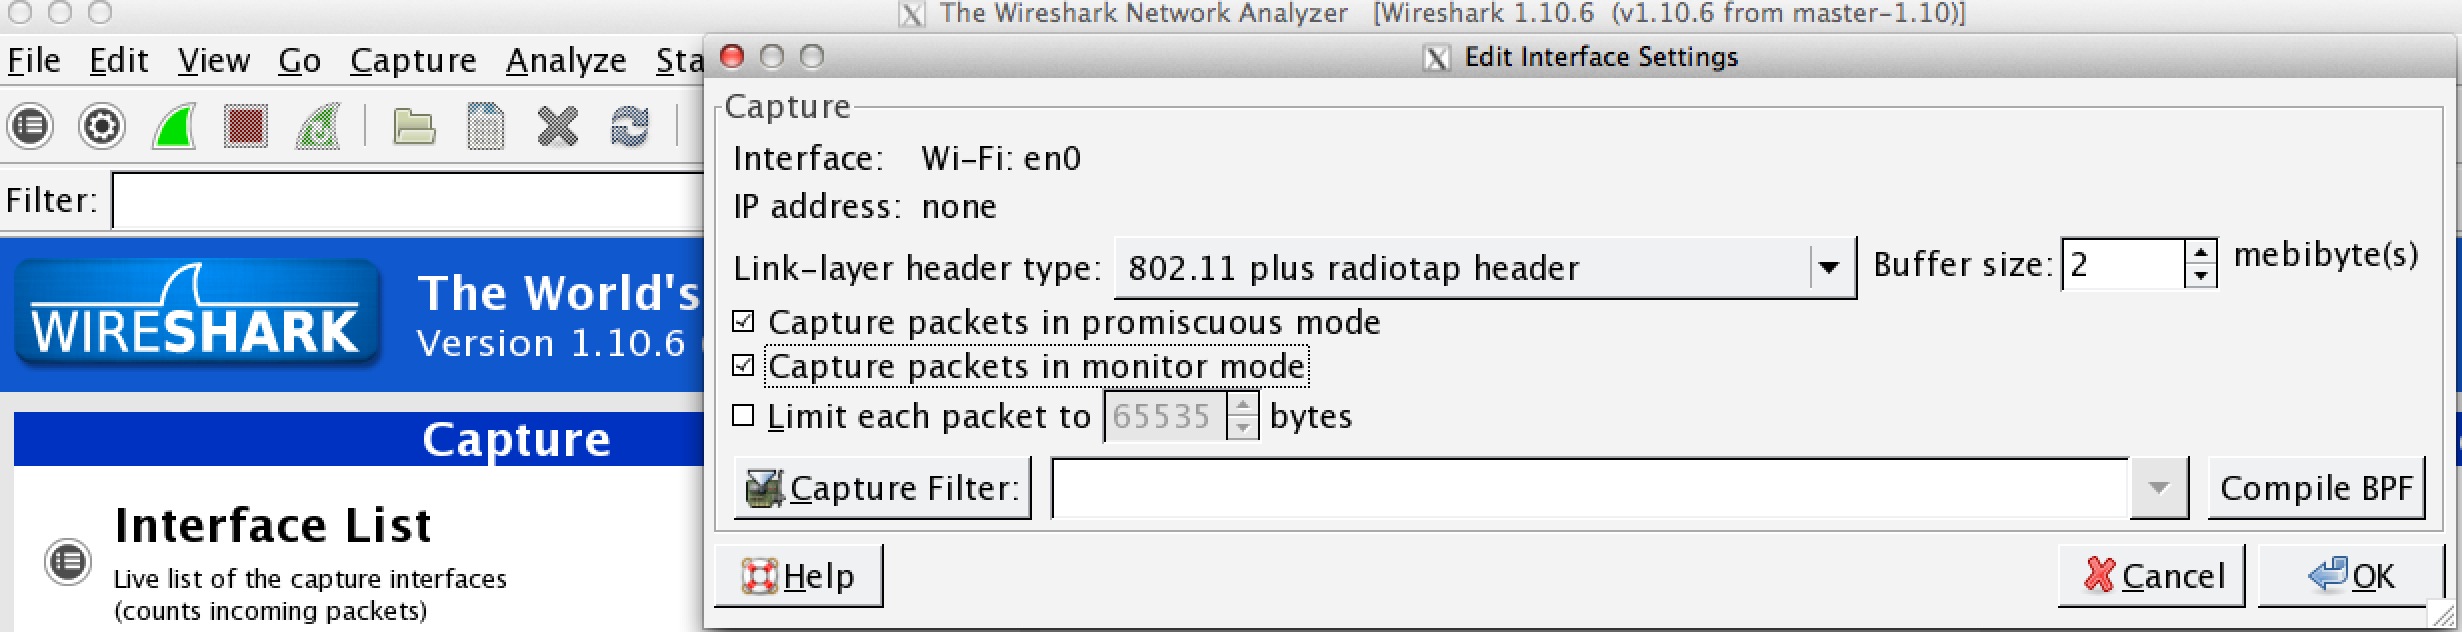 The Wireshark Network Analyzer [Wireshark 1.10.6 (v1.10.6 from master-1.10)]
File Edit View Go Capture Analyze Sta
Edit Interface Settings
Filter:
WIRESHARK
The World's
Version 1.10.6
Capture
Interface List
Live list of the capture interfaces
(counts incoming packets)
Capture
Interface: Wi-Fi: en0
IP address: none
Link-layer header type: 802.11 plus radiotap header Buffer size: 2 mebibyte(s)
Capture packets in promiscuous mode
Capture packets in monitor mode
Limit each packet to 65535 bytes
Capture Filter: Compile BPF
Help Cancel OK